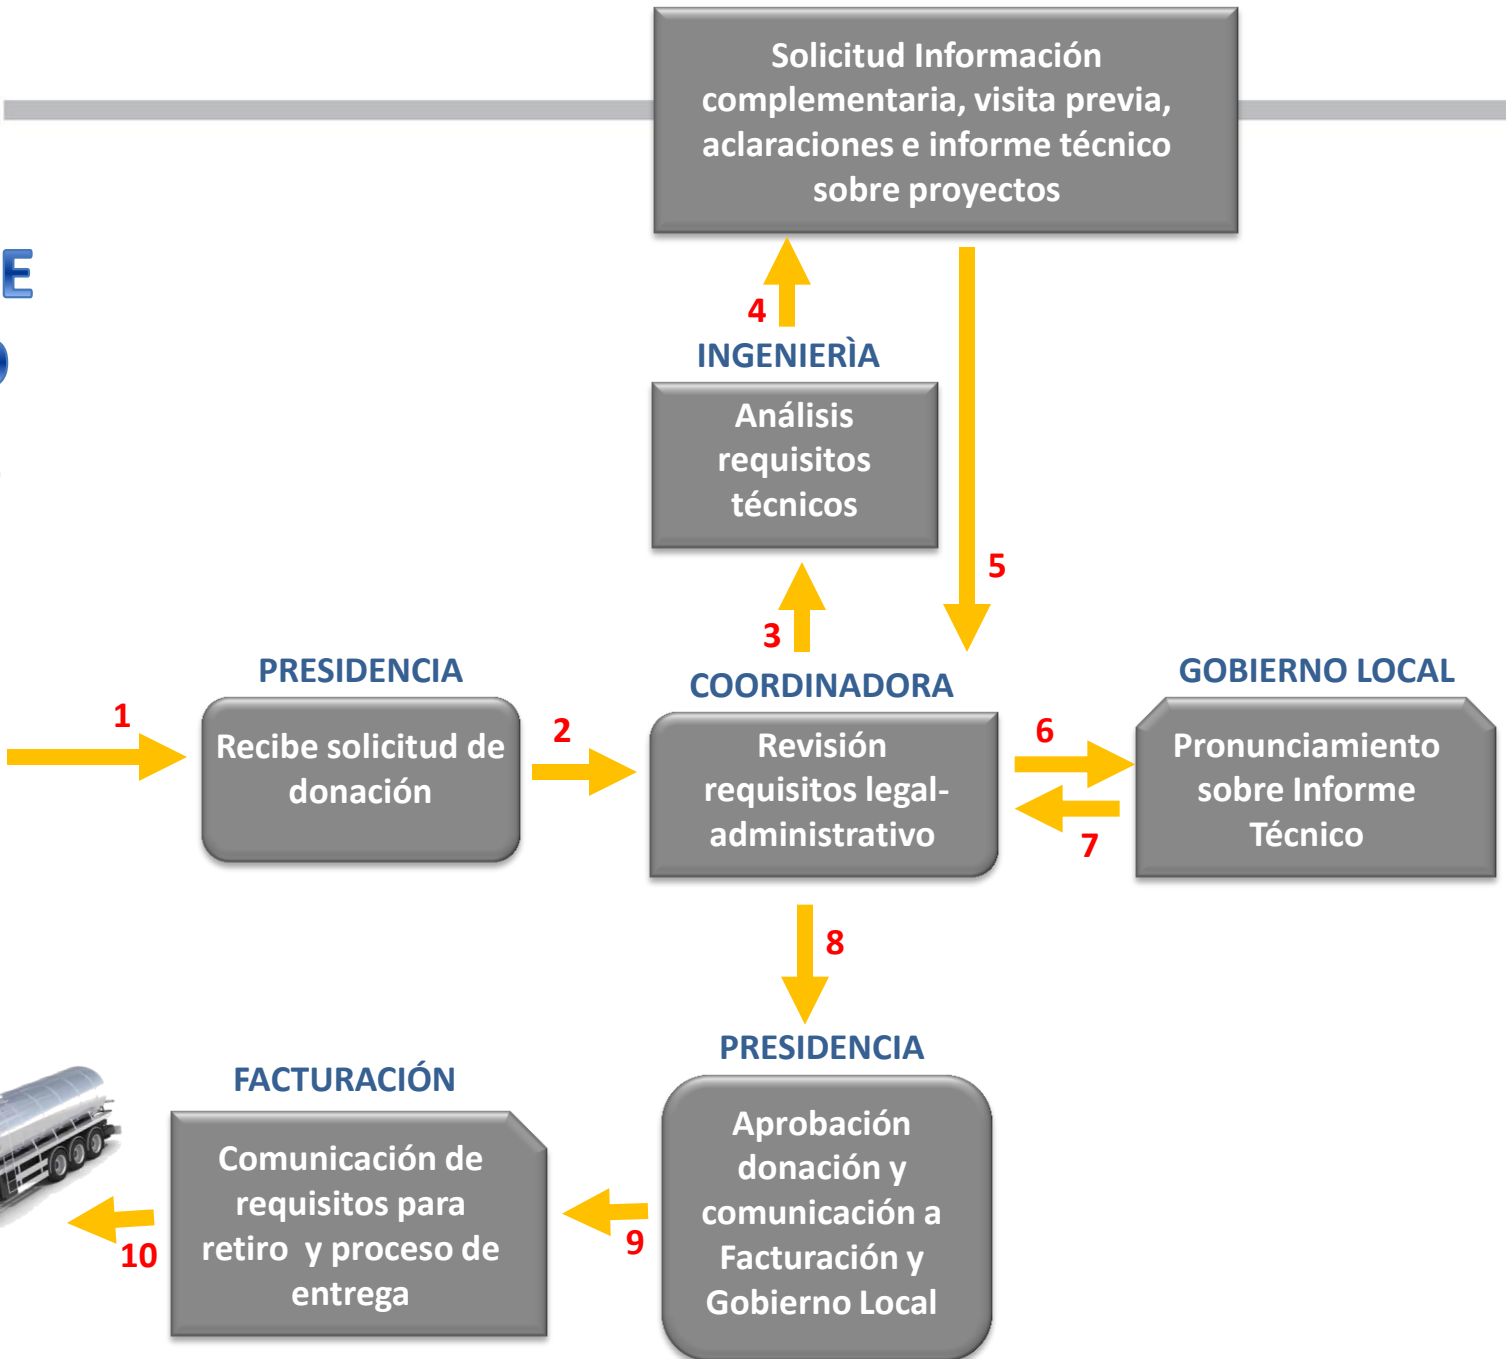 Solicitud Información
complementaria, visita previa,
aclaraciones e informe técnico
sobre proyectos
E
4
INGENIERÌA
Análisis
requisitos
técnicos
5
3
PRESIDENCIA
COORDINADORA
GOBIERNO LOCAL
1
Recibe solicitud de
donación
2
Revisión
requisitos legal-
administrativo
6
7
Pronunciamiento
sobre Informe
Técnico
8
PRESIDENCIA
FACTURACIÓN
Aprobación
donación y
comunicación a
Facturación y
Gobierno Local
9
Comunicación de
requisitos para
retiro  y proceso de
entrega
10